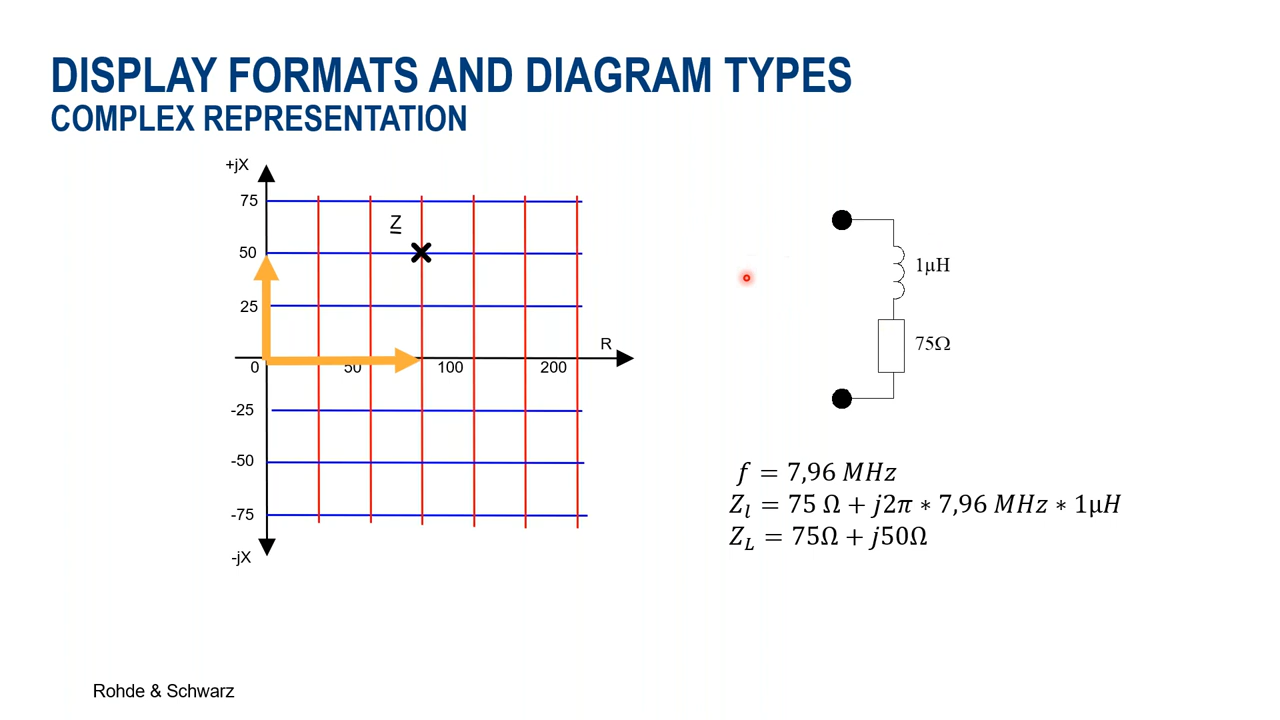 DISPLAY FORMATS AND DIAGRAM TYPES
COMPLEX REPRESENTATION
+jX
75
Z
50
25
R
0
50
100
200
-25
-50
-75
-jX
1µH
75Ω
f = 7,96 MHz
Z_l = 75 Ω + j2π * 7,96 MHz * 1µH
Z_L = 75Ω + j50Ω
Rohde & Schwarz